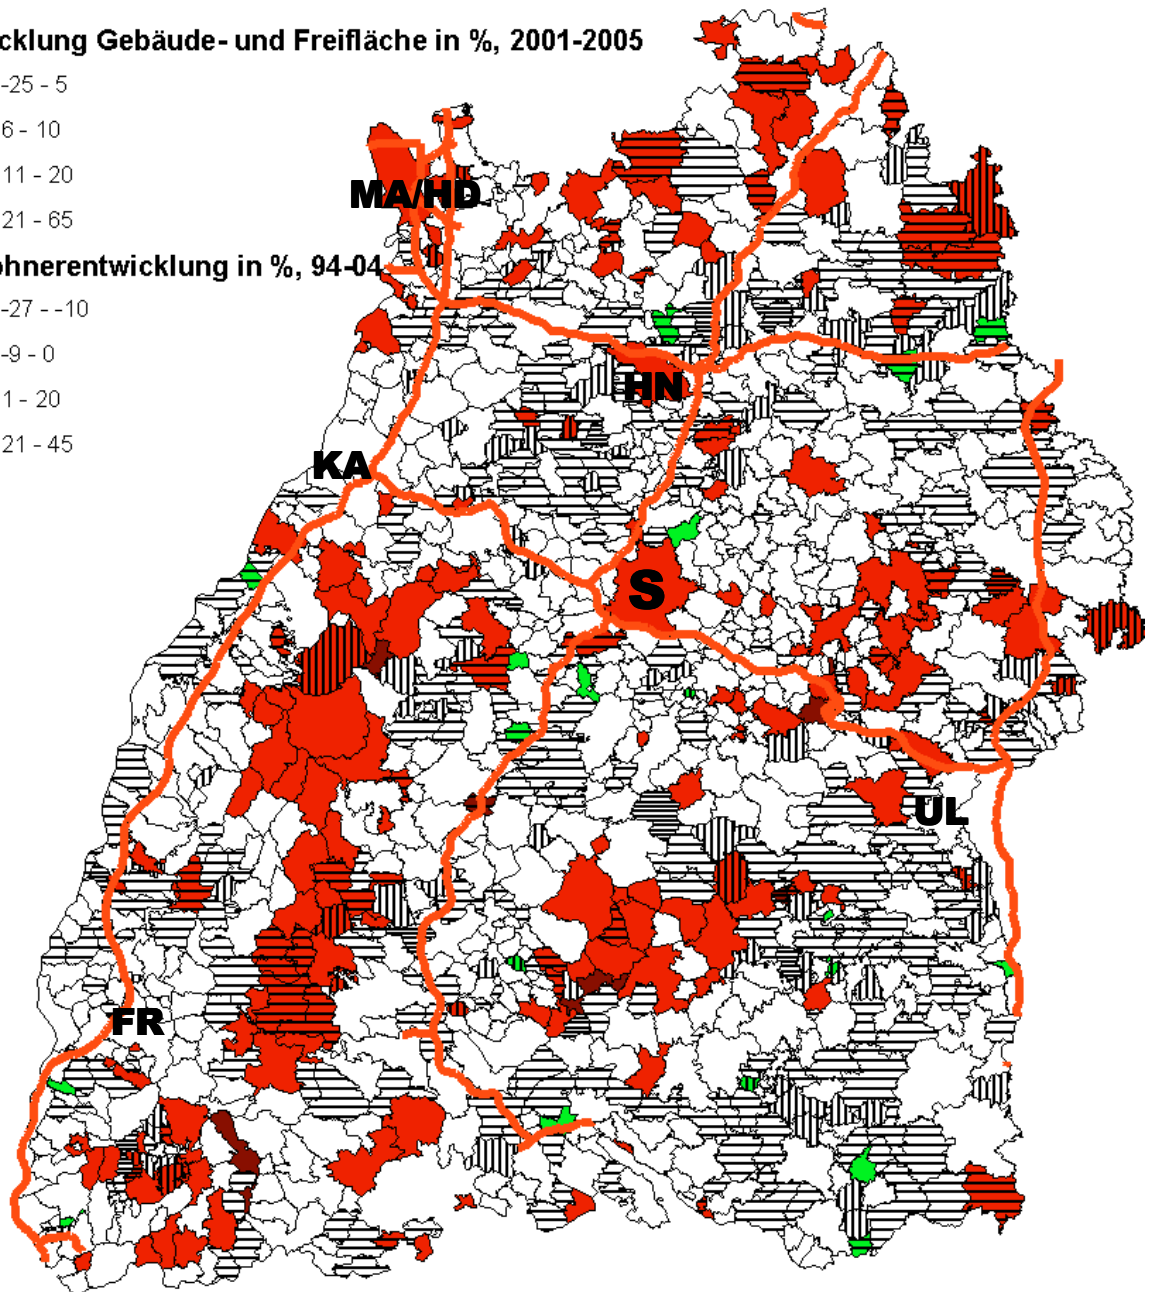 cklung Gebäude- und Freifläche in %, 2001-2005
-25 - 5
6 - 10
11 - 20
21 - 65
ohnerentwicklung in %, 94-04
-27 - -10
-9 - 0
1 - 20
21 - 45
MA/HD
HN
KA
S
UL
FR